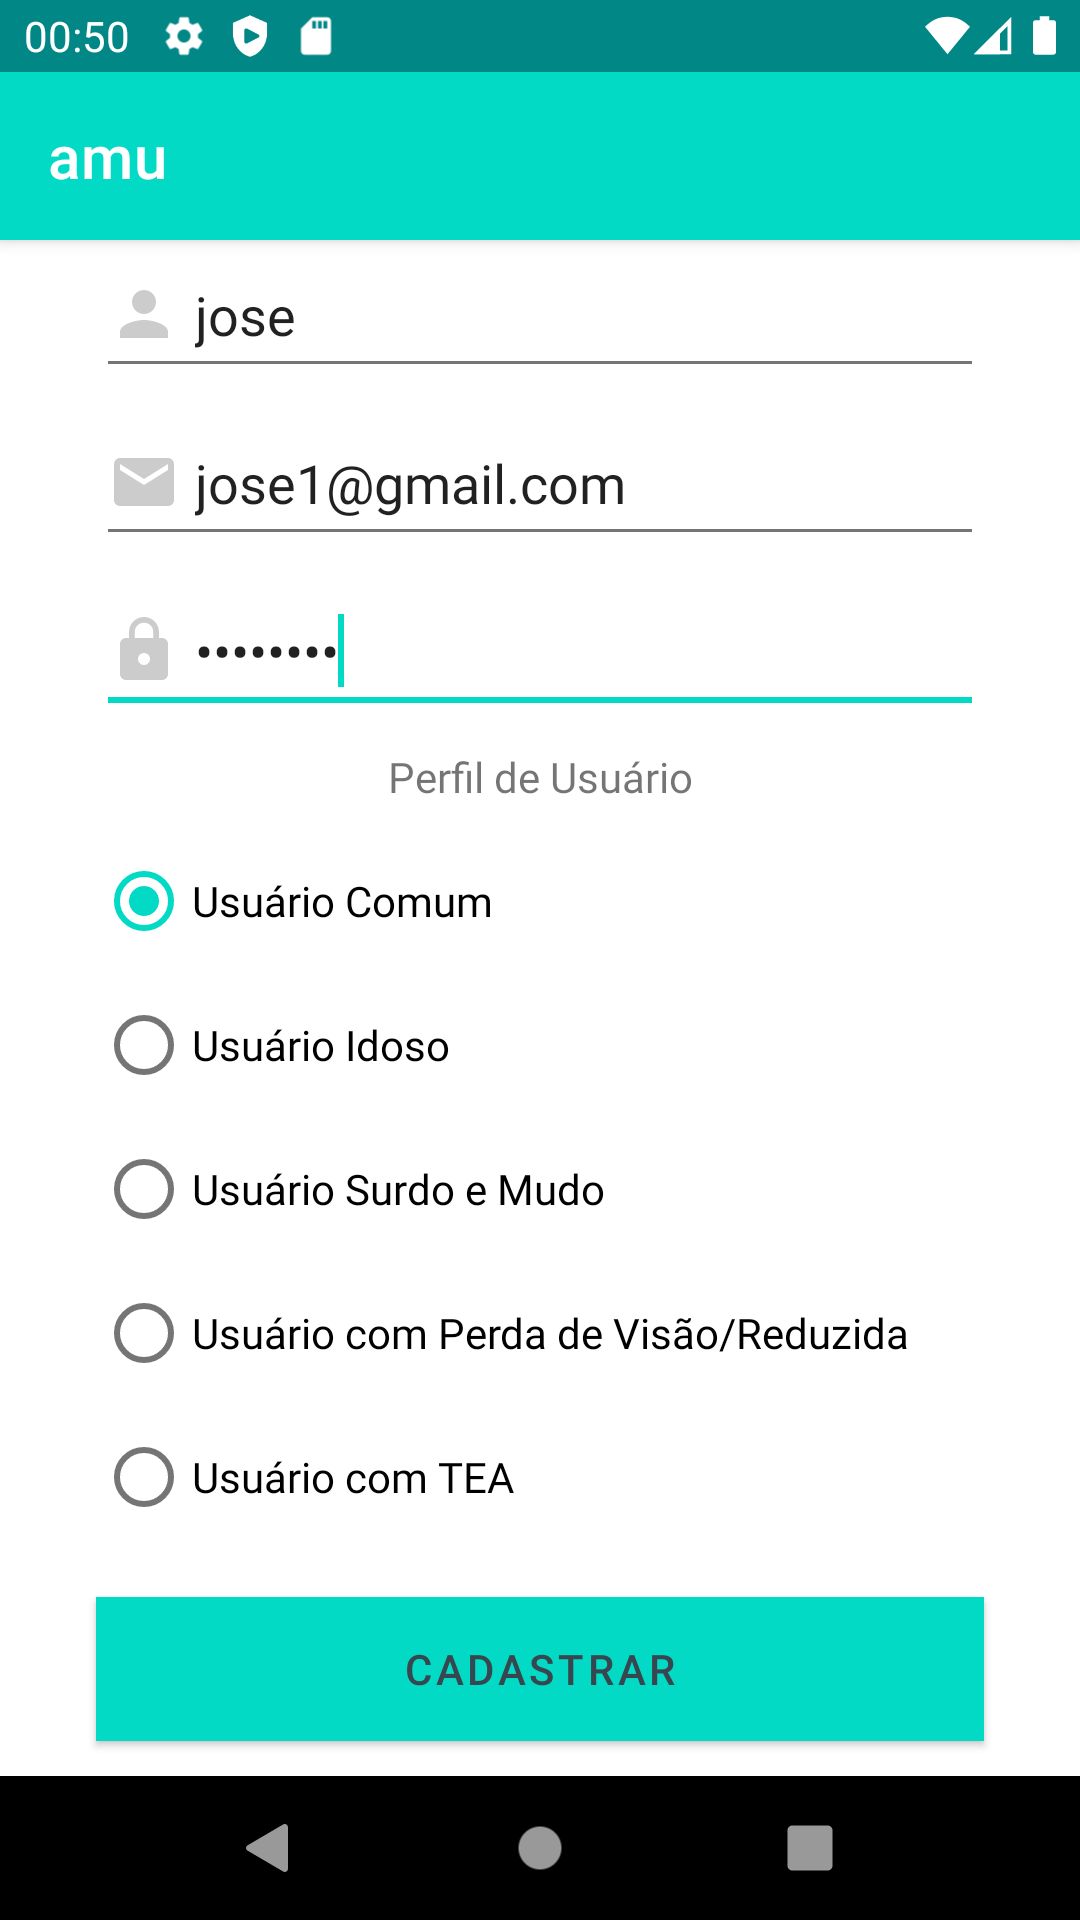 00:50
amu
jose
jose1@gmail.com
••••••••
Perfil de Usuário
Usuário Comum
Usuário Idoso
Usuário Surdo e Mudo
Usuário com Perda de Visão/Reduzida
Usuário com TEA
CADASTRAR